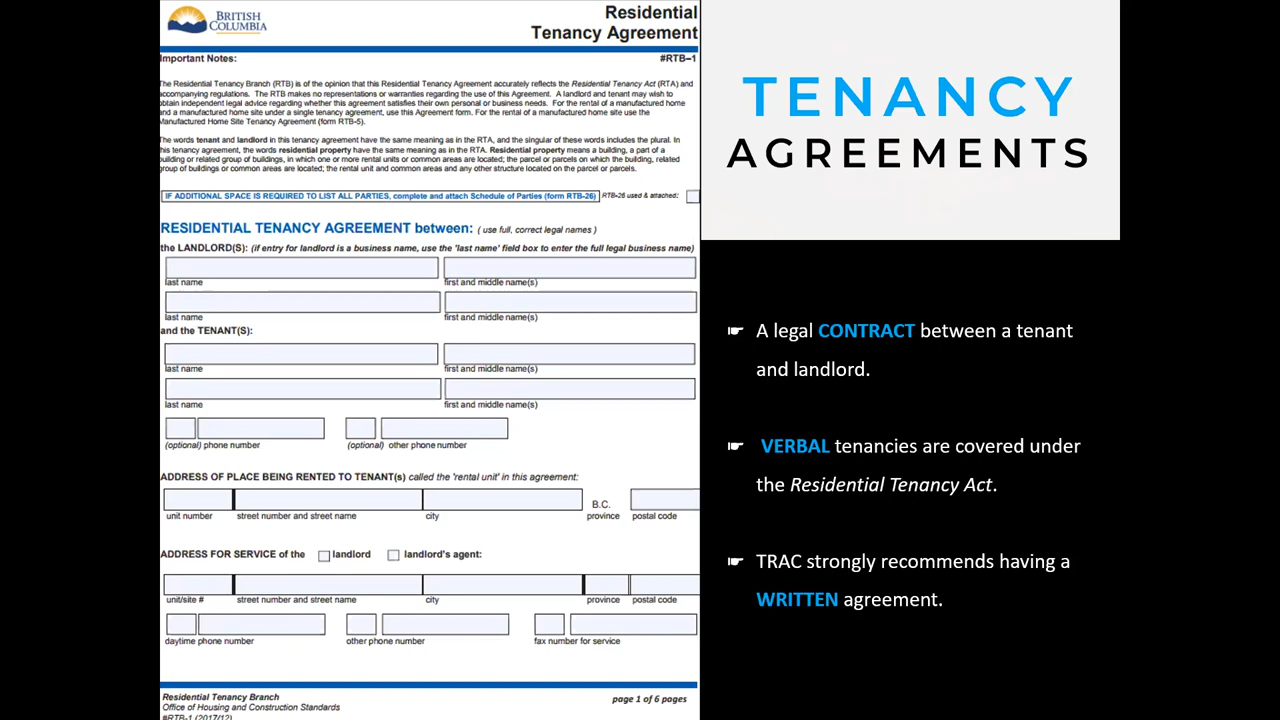 BRITISH
COLUMBIA
Residential
Tenancy Agreement
Important Notes:
#RTB–1
The Residential Tenancy Branch (RTB) is of the opinion that this Residential Tenancy Agreement accurately reflects the Residential Tenancy Act (RTA) and
accompanying regulations. The RTB makes no representations or warranties regarding the use of this Agreement. A landlord and tenant may wish to
obtain independent legal advice regarding whether this agreement satisfies their own personal or business needs. For the rental of a manufactured home
and a manufactured home site under a single tenancy agreement, use this Agreement form. For the rental of a manufactured home site use the
Manufactured Home Site Tenancy Agreement (form RTB-5).
The words tenant and landlord in this tenancy agreement have the same meaning as in the RTA, and the singular of these words includes the plural. In
this tenancy agreement, the words residential property have the same meaning as in the RTA. Residential property means a building, a part of a
building or related group of buildings, in which one or more rental units or common areas are located; the parcel or parcels on which the building, related
group of buildings or common areas are located; the rental unit and common areas and any other structure located on the parcel or parcels.
IF ADDITIONAL SPACE IS REQUIRED TO LIST ALL PARTIES, complete and attach Schedule of Parties (form RTB-26) RTB-26 used & attached:
RESIDENTIAL TENANCY AGREEMENT between: ( use full, correct legal names )
the LANDLORD(S): (if entry for landlord is a business name, use the 'last name' field box to enter the full legal business name)
last name first and middle name(s)
last name first and middle name(s)
and the TENANT(S):
last name first and middle name(s)
last name first and middle name(s)
(optional) phone number (optional) other phone number
ADDRESS OF PLACE BEING RENTED TO TENANT(s) called the 'rental unit' in this agreement:
B.C.
unit number street number and street name city province postal code
ADDRESS FOR SERVICE of the landlord landlord's agent:
unit/site # street number and street name city province postal code
daytime phone number other phone number fax number for service
Residential Tenancy Branch
Office of Housing and Construction Standards
#RTB-1 (2017/12)
page 1 of 6 pages
TENANCY
AGREEMENTS
☛ A legal CONTRACT between a tenant
and landlord.
☛ VERBAL tenancies are covered under
the Residential Tenancy Act.
☛ TRAC strongly recommends having a
WRITTEN agreement.